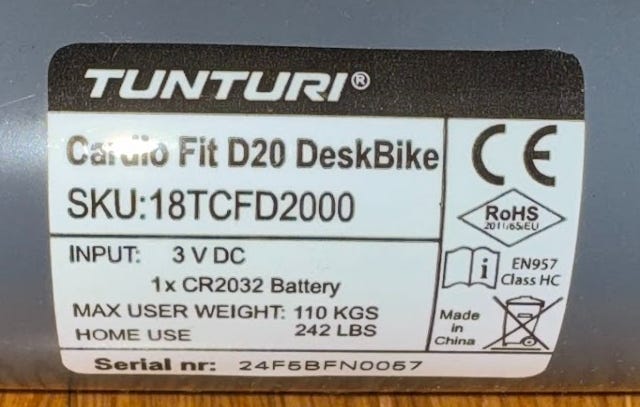 TUNTURI®
Cardio Fit D20 DeskBike
SKU:18TCFD2000
INPUT: 3 V DC
1x CR2032 Battery
MAX USER WEIGHT: 110 KGS
242 LBS
HOME USE
Serial nr: 24F5BFN0057
CE
RoHS
2011/65/EU
i
EN957
Class HC
Made
in
China